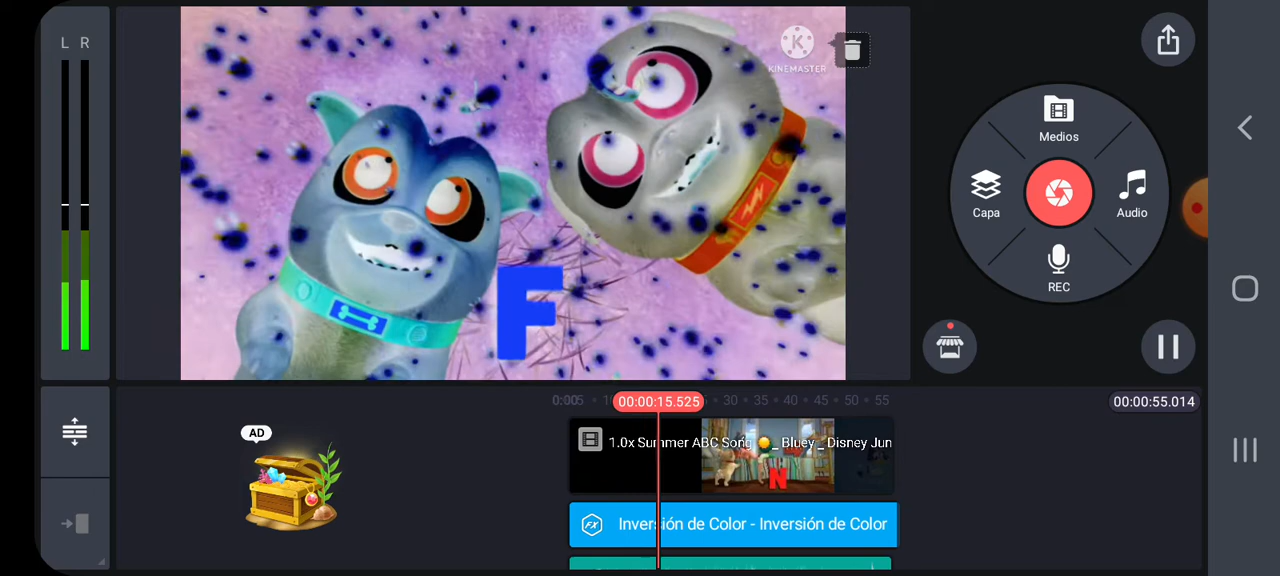 L R
KINEMASTER
F
Medios
Capa
Audio
REC
AD
0:00
00:00:15.525
30 35 40 45 50 55
00:00:55.014
1.0x Summer ABC Song 🌞_ Bluey _ Disney Jun
N
FX
Inversión de Color - Inversión de Color